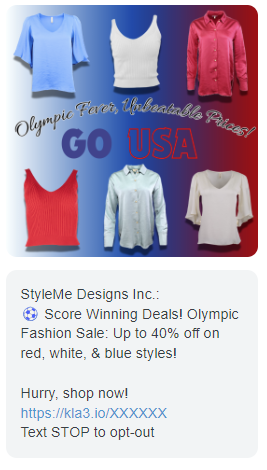 Olympic Fever, Unbeatable Prices!
GO USA
StyleMe Designs Inc.:
⚽ Score Winning Deals! Olympic
Fashion Sale: Up to 40% off on
red, white, & blue styles!
Hurry, shop now!
https://kla3.io/XXXXXX
Text STOP to opt-out